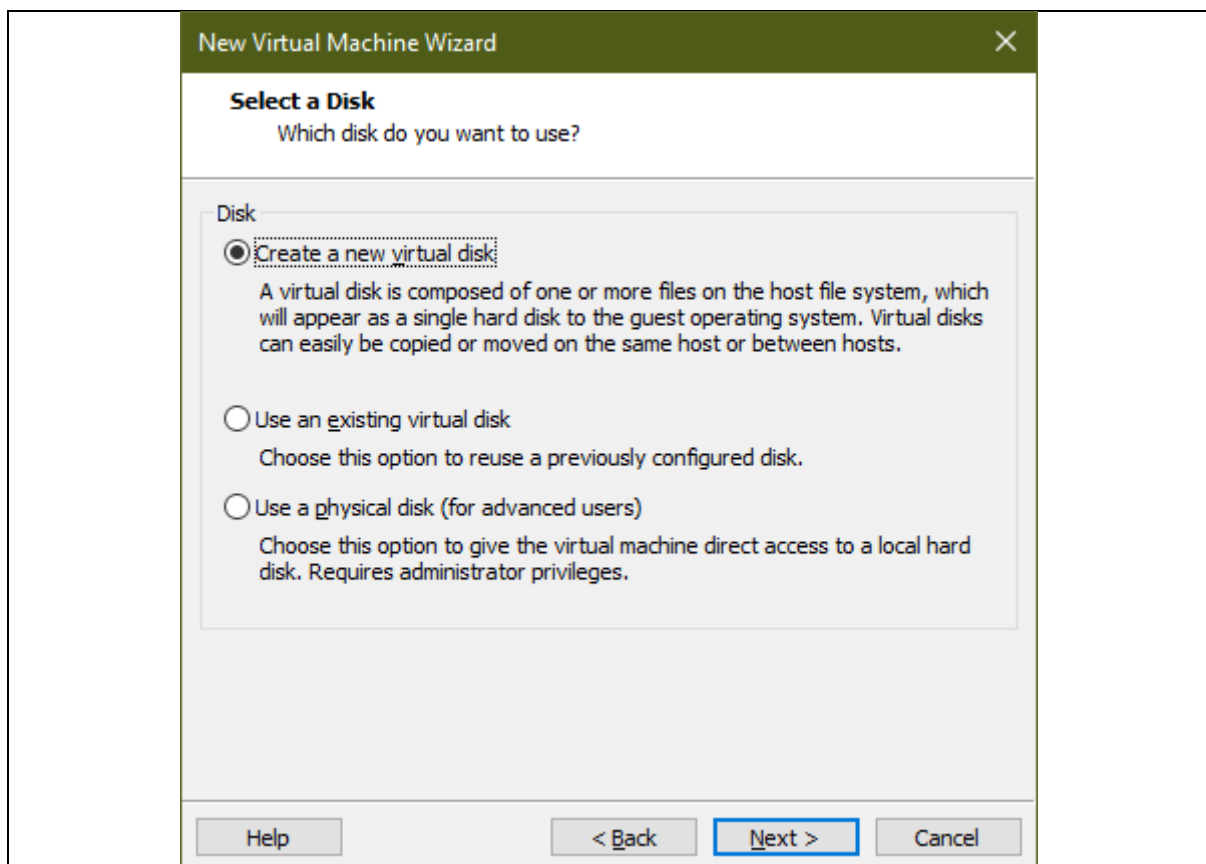 New Virtual Machine Wizard
Select a Disk
Which disk do you want to use?
Disk
Create a new virtual disk
A virtual disk is composed of one or more files on the host file system, which
will appear as a single hard disk to the guest operating system. Virtual disks
can easily be copied or moved on the same host or between hosts.
Use an existing virtual disk
Choose this option to reuse a previously configured disk.
Use a physical disk (for advanced users)
Choose this option to give the virtual machine direct access to a local hard
disk. Requires administrator privileges.
Help < Back Next > Cancel